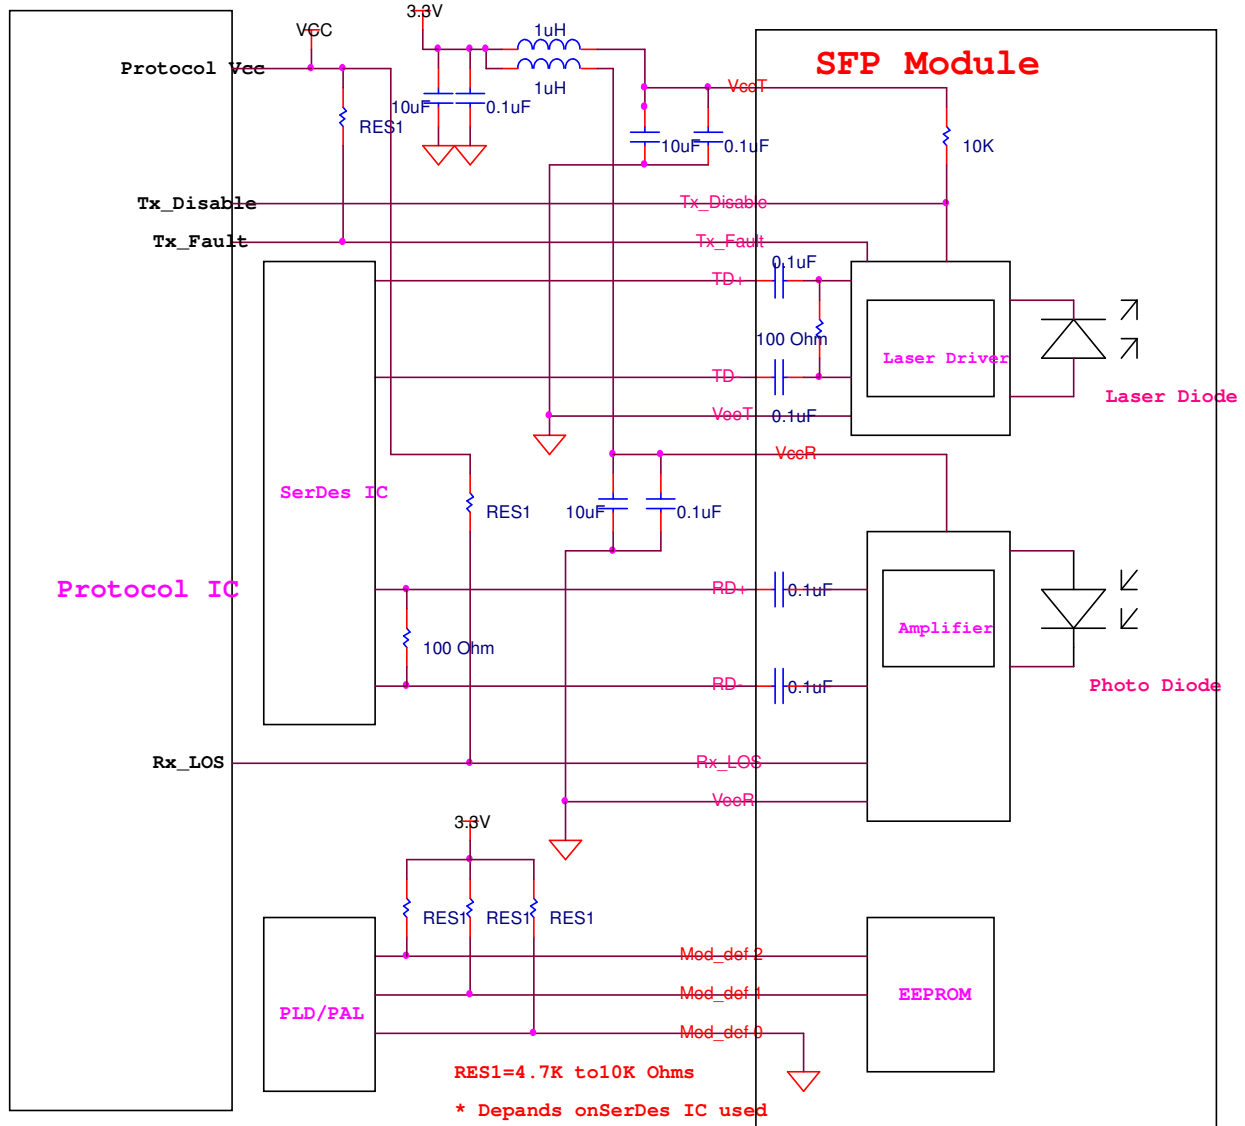 3.3V
VCC
1uH
SFP Module
Protocol Vcc
1uH
VccT
10uF
0.1uF
RES1
10uF
0.1uF
10K
Tx_Disable
Tx_Disable
Tx_Fault
Tx_Fault
0.1uF
TD+
100 Ohm
Laser Driver
TD-
Laser Diode
VeeT
0.1uF
VccR
SerDes IC
RES1
10uF
0.1uF
Protocol IC
RD+
0.1uF
Amplifier
100 Ohm
RD-
0.1uF
Photo Diode
Rx_LOS
Rx_LOS
VeeR
3.3V
RES1
RES1
RES1
Mod_def 2
Mod_def 1
EEPROM
PLD/PAL
Mod_def 0
RES1=4.7K to10K Ohms
* Depands onSerDes IC used